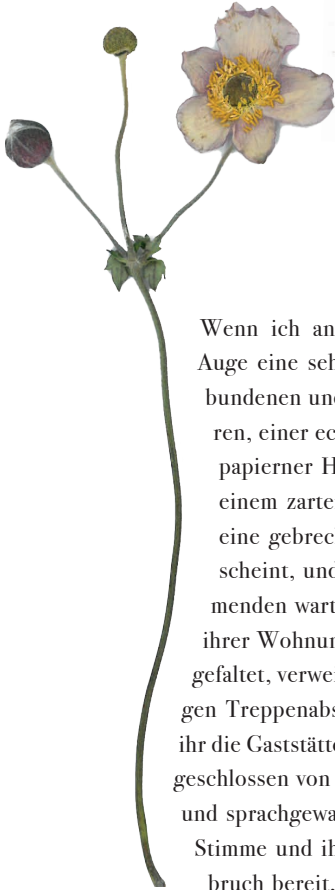 Wenn ich an
Auge eine seh
bundenen und
ren, einer ec
papierner H
einem zarte
eine gebrec
scheint, und
menden wart
ihrer Wohnun
gefaltet, verwei
gen Treppenabs
ihr die Gaststätte
geschlossen von
und sprachgewa
Stimme und ih
bruch bereit.